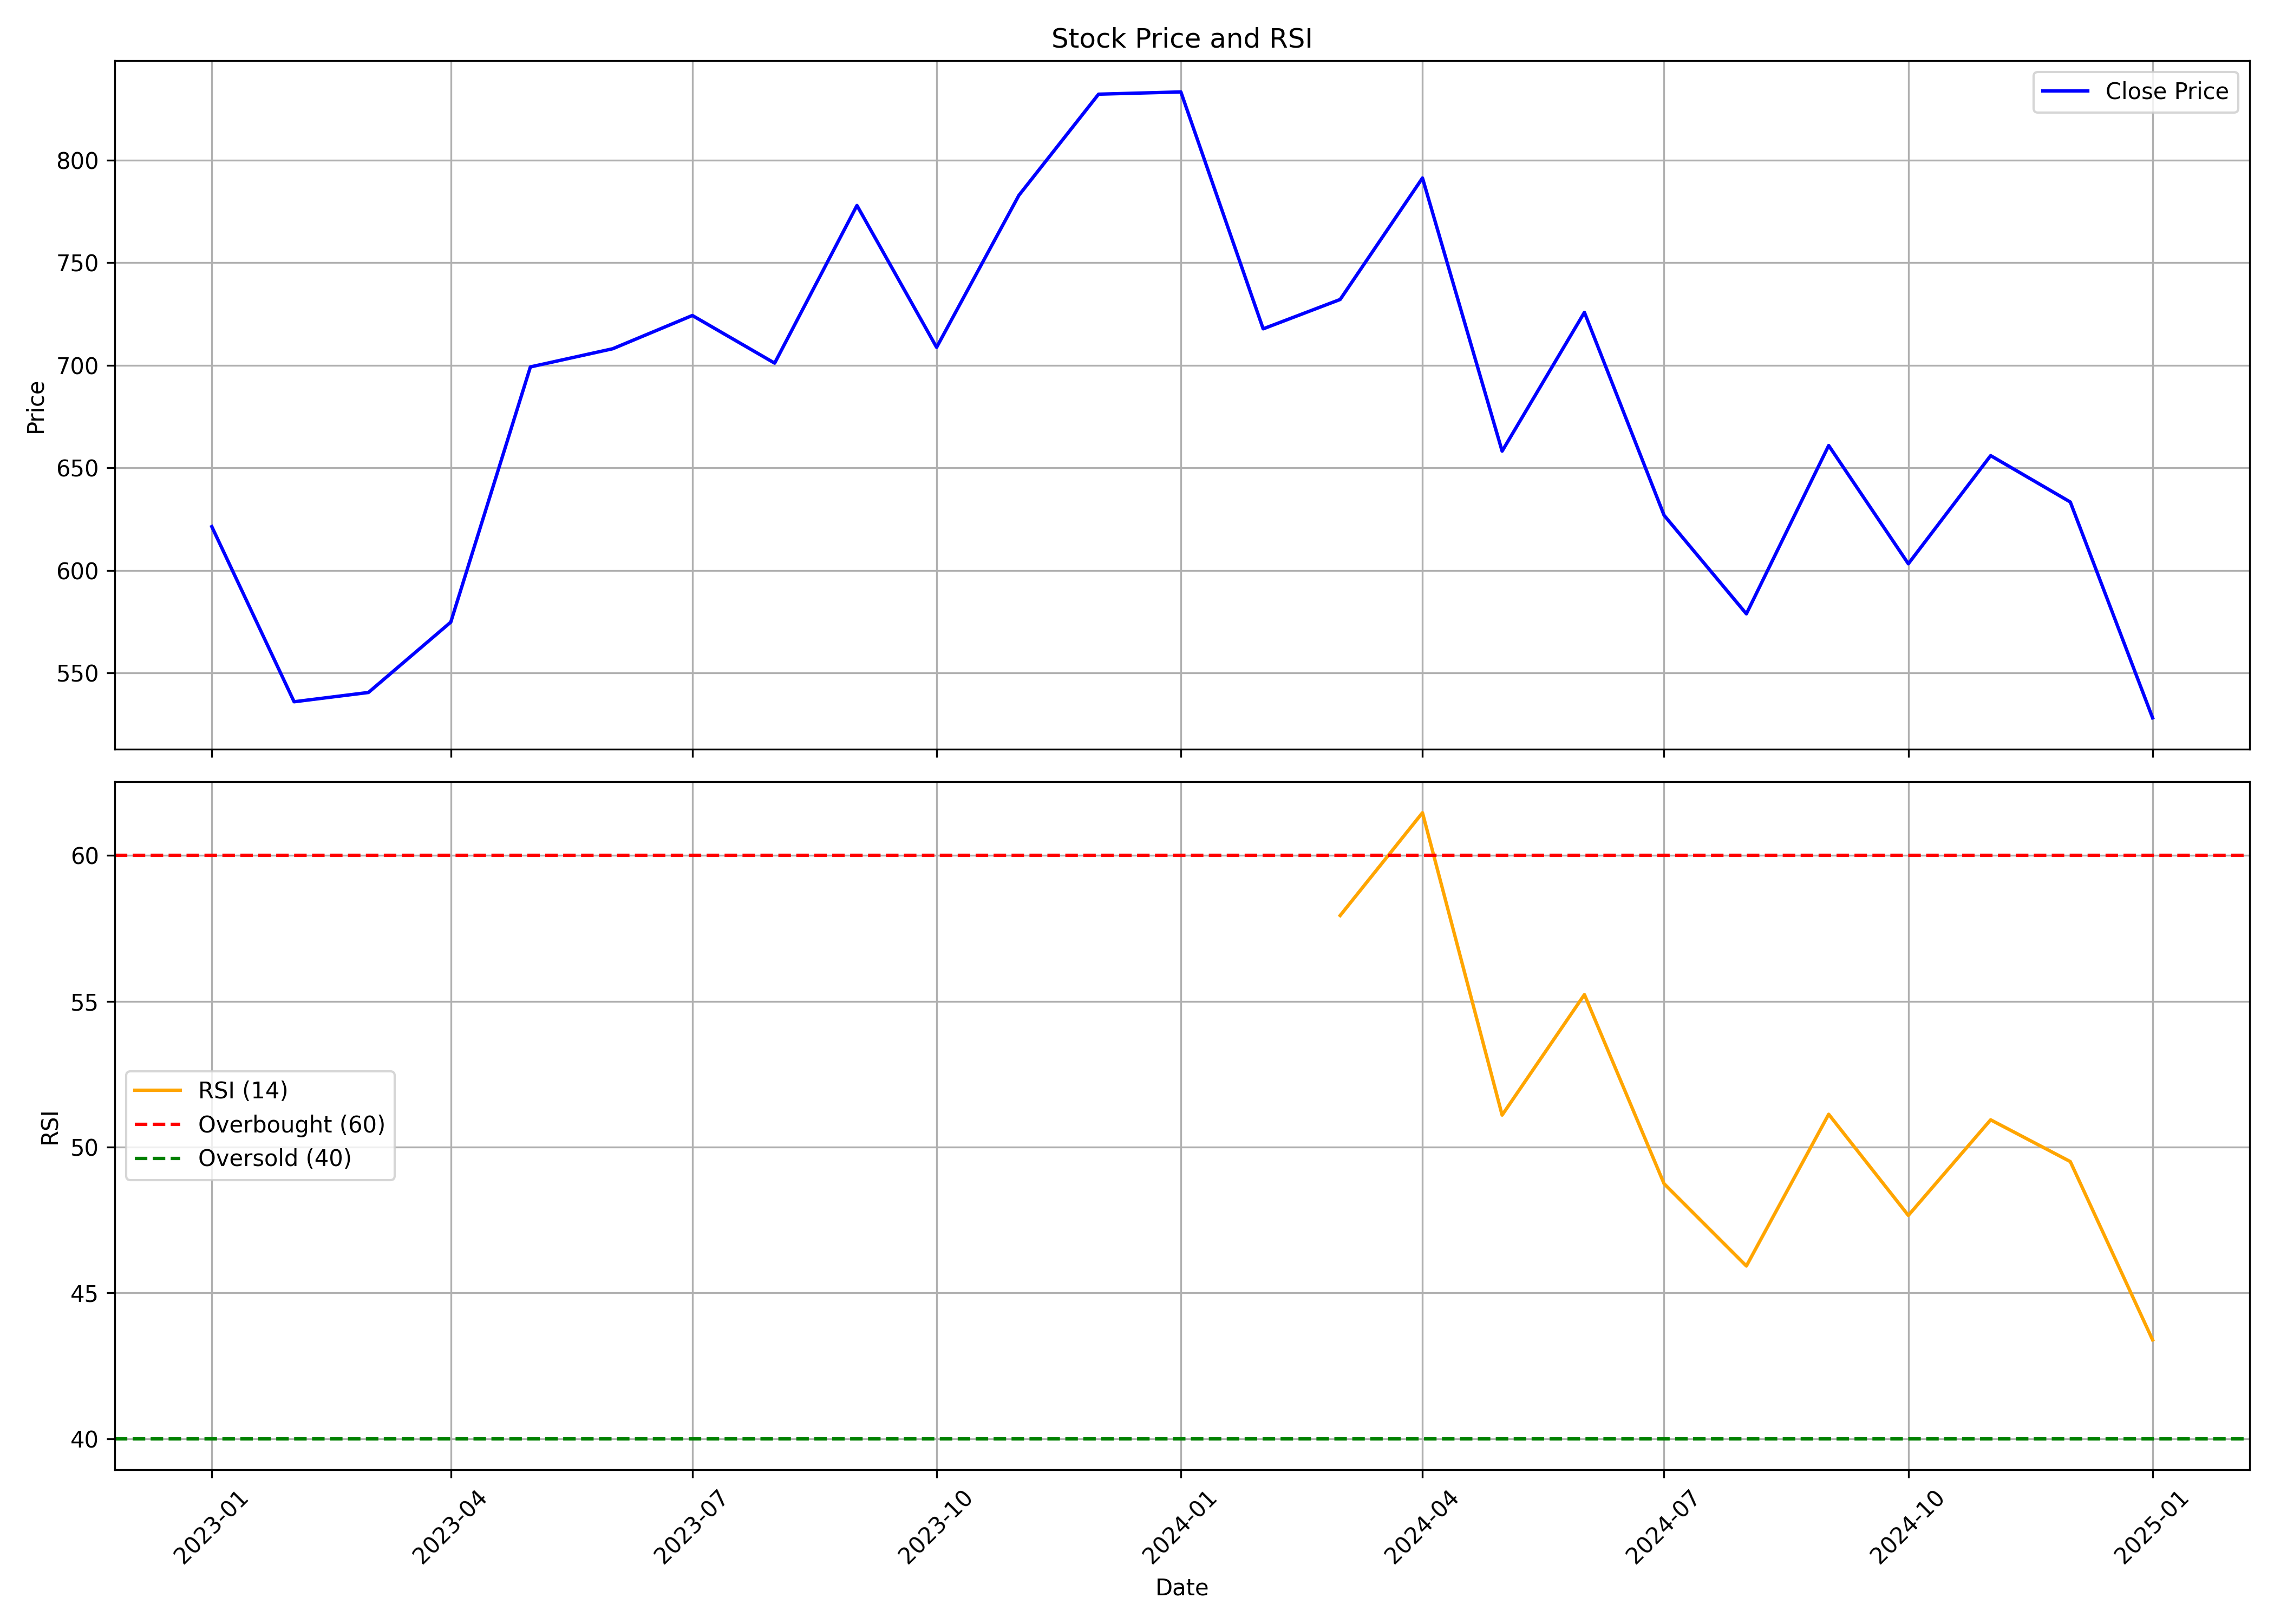 Stock Price and RSI
Close Price
800
750
700
650
600
550
Price
60
55
50
45
40
RSI
RSI (14)
Overbought (60)
Oversold (40)
2023-01
2023-04
2023-07
2023-10
2024-01
2024-04
2024-07
2024-10
2025-01
Date